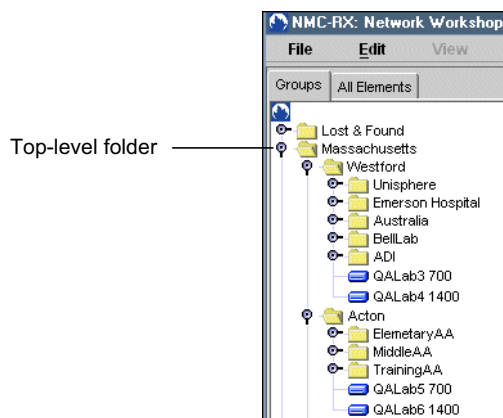 NMC-RX: Network Workshop
File Edit View
Groups All Elements
Lost & Found
Top-level folder
Massachusetts
Westford
Unisphere
Emerson Hospital
Australia
BellLab
ADI
QALab3 700
QALab4 1400
Acton
ElemetaryAA
MiddleAA
TrainingAA
QALab5 700
QALab6 1400